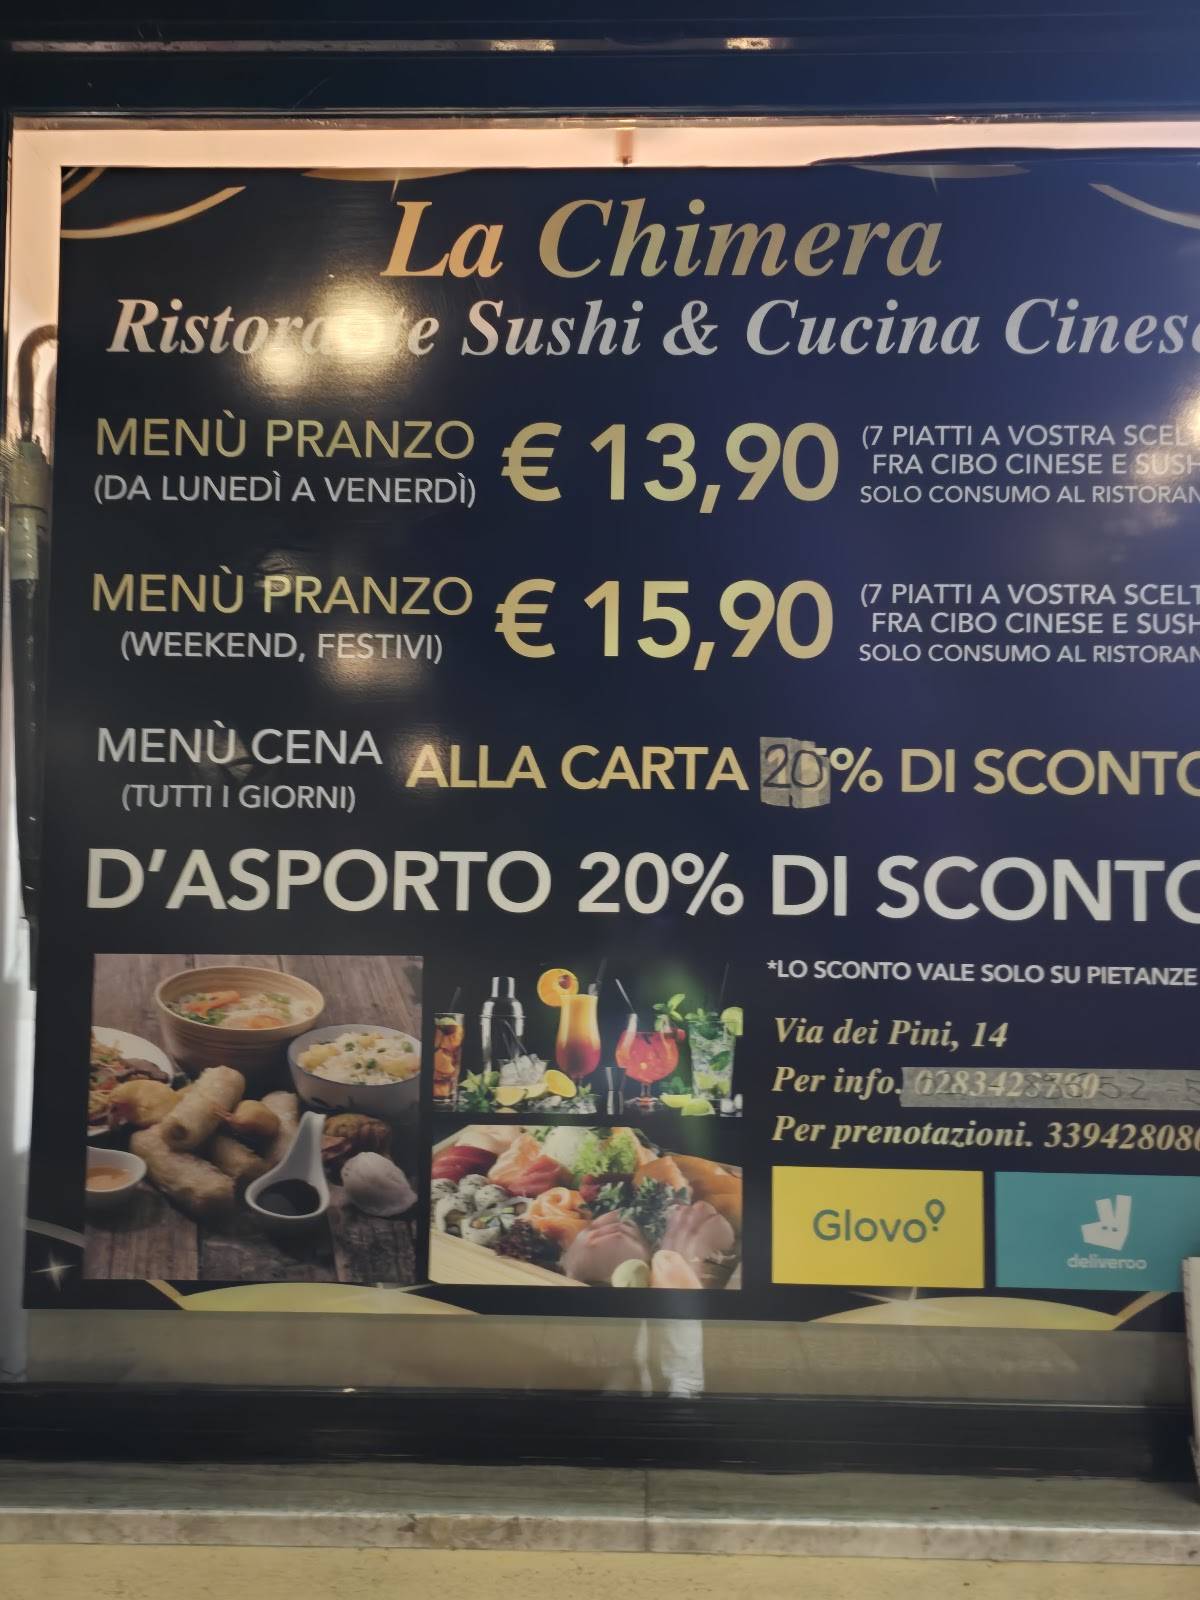 La Chimera
Ristorante Sushi & Cucina Cines
MENÙ PRANZO
(DA LUNEDÌ A VENERDÌ)
€ 13,90
(7 PIATTI A VOSTRA SCEL
FRA CIBO CINESE E SUSH
SOLO CONSUMO AL RISTORAN
MENÙ PRANZO
(WEEKEND, FESTIVI)
€ 15,90
(7 PIATTI A VOSTRA SCELT
FRA CIBO CINESE E SUSH
SOLO CONSUMO AL RISTORAN
MENÙ CENA
(TUTTI I GIORNI)
ALLA CARTA 20% DI SCONTO
D'ASPORTO 20% DI SCONTO
*LO SCONTO VALE SOLO SU PIETANZE
Via dei Pini, 14
Per info.
Per prenotazioni. 33942808
Glovo
deliveroo